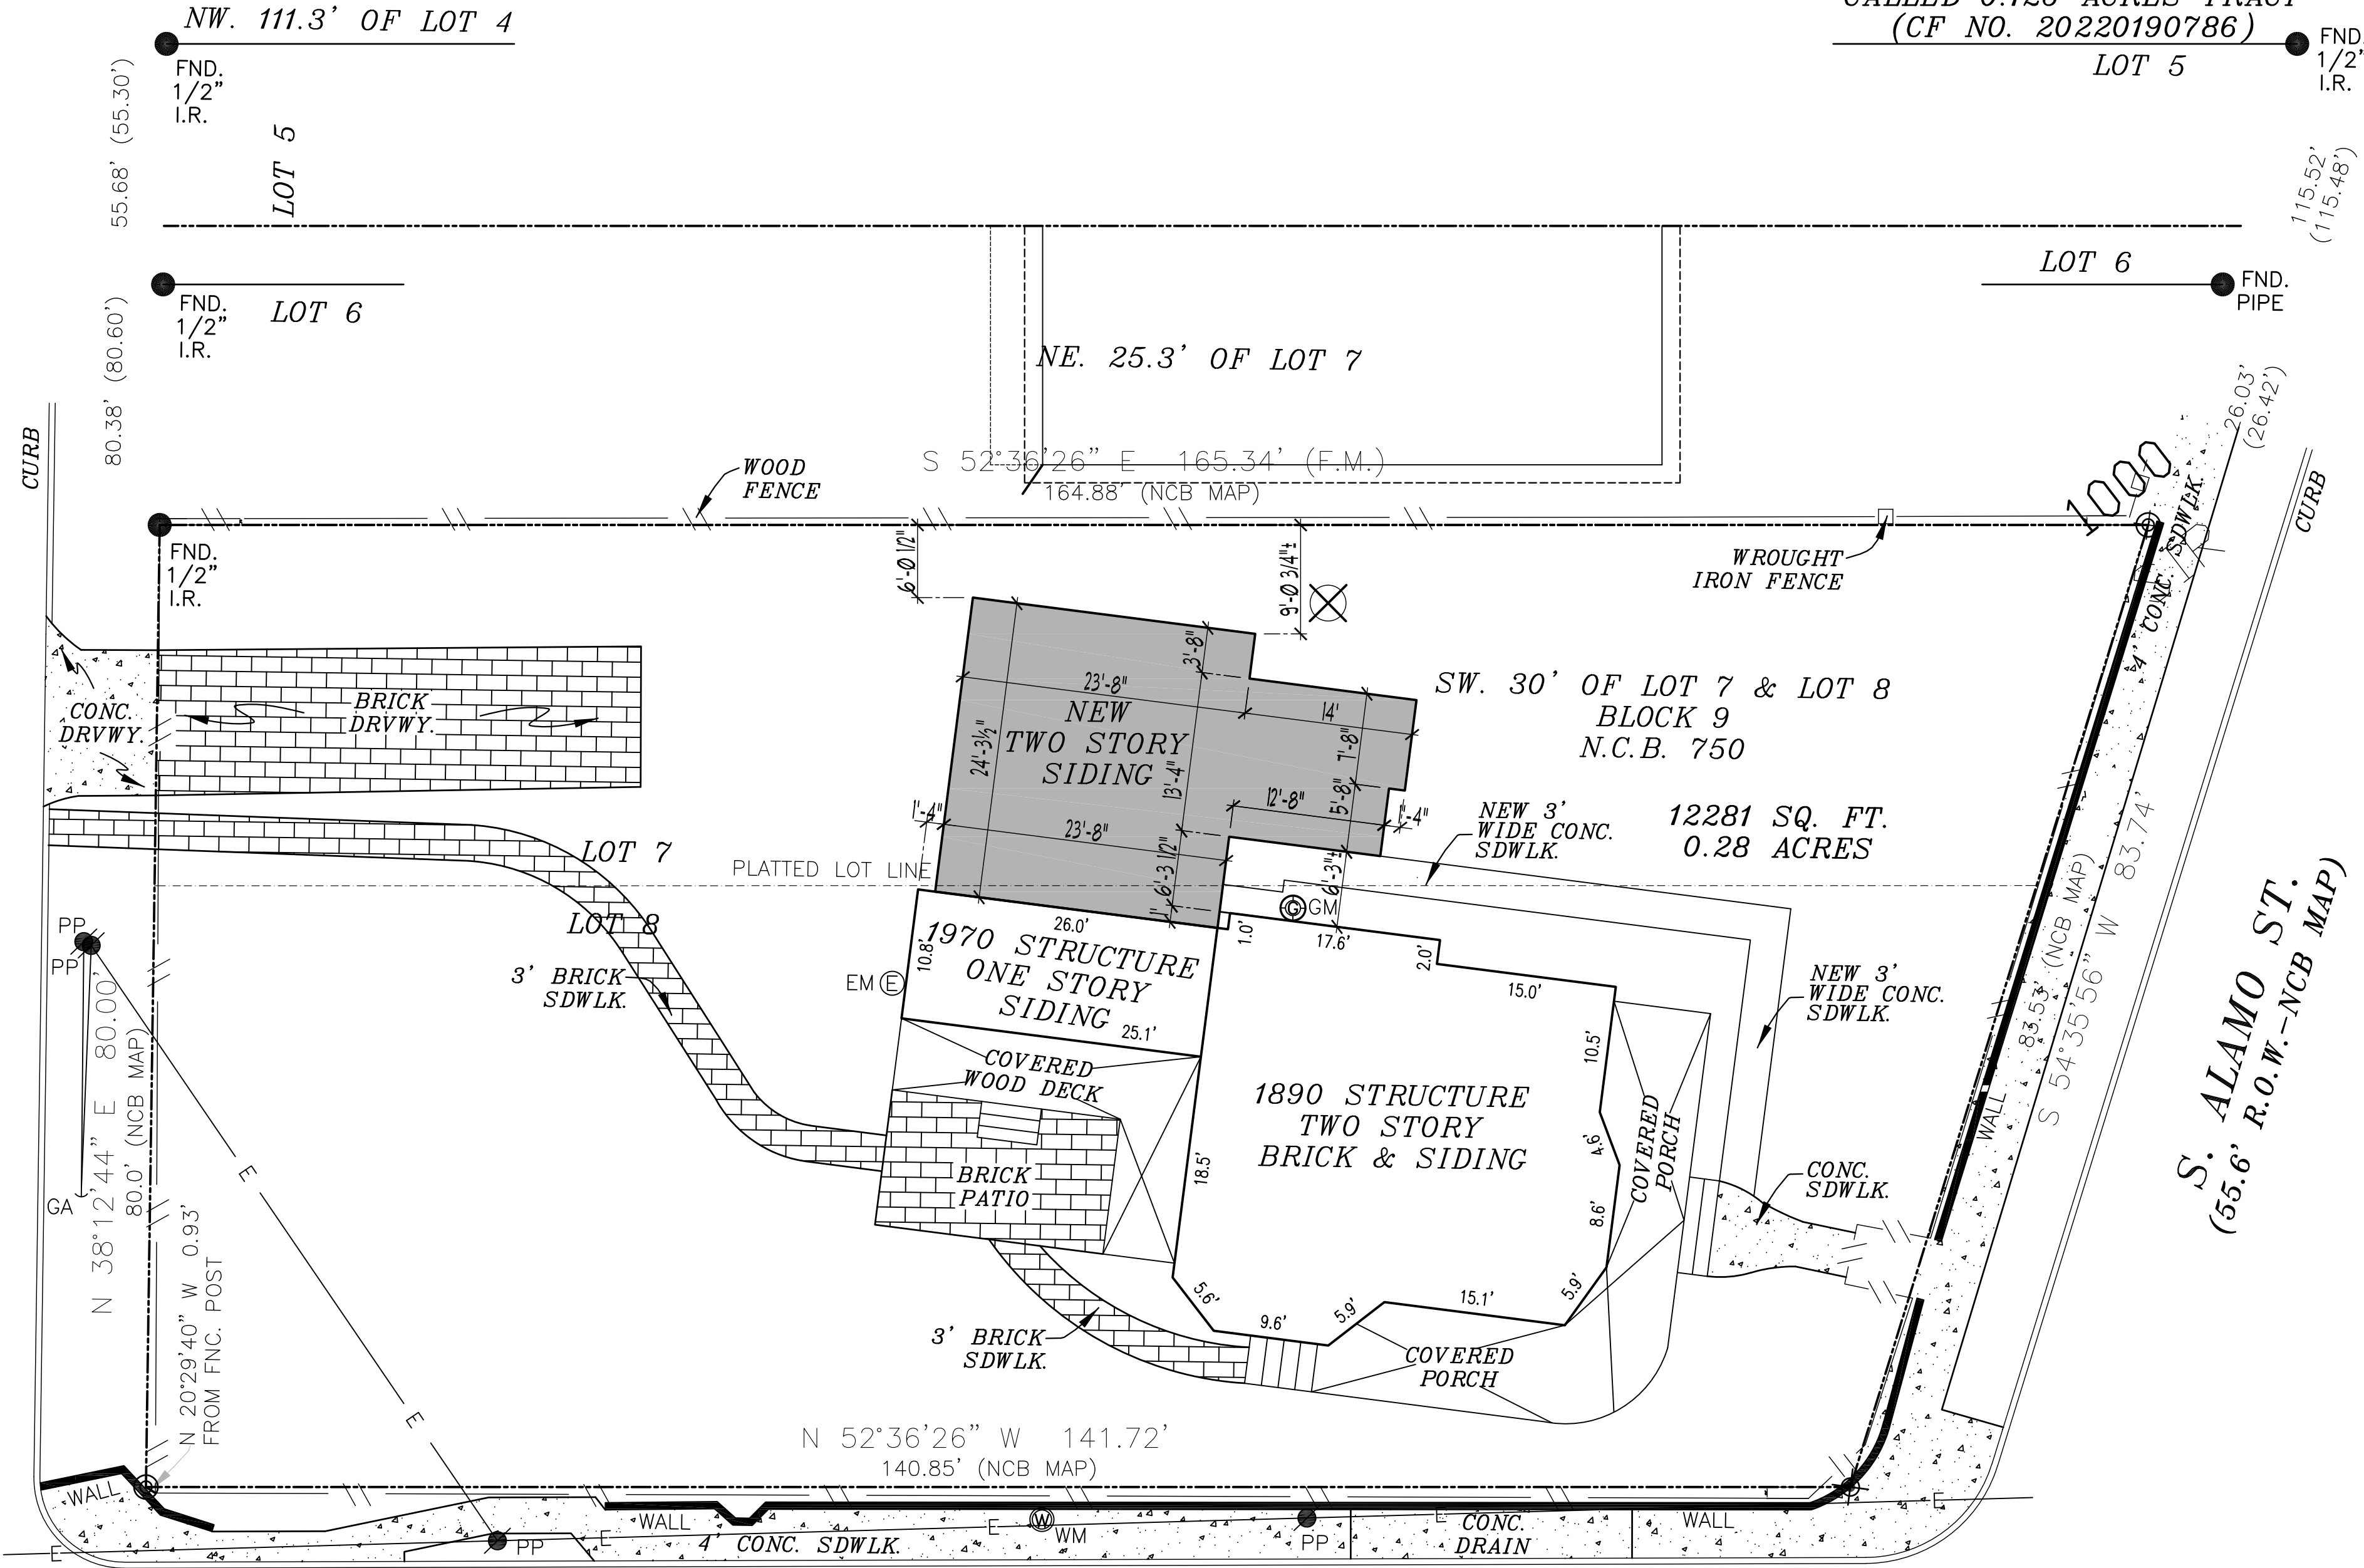 NW. 111.3' OF LOT 4
(CF NO. 20220190786)
LOT 5
FND.
1/2"
I.R.
FND.
1/2"
I.R.
55.68' (55.30')
LOT 5
115.52'
(115.48')
LOT 6
FND.
PIPE
FND.
1/2"
I.R.
LOT 6
80.38' (80.60')
NE. 25.3' OF LOT 7
26.03'
(26.42')
CURB
CURB
WOOD
FENCE
S 52°36'26" E 165.34' (F.M.)
164.88' (NCB MAP)
1000
FND.
1/2"
I.R.
6'-0 1/2"
9'-0 3/4"±
WROUGHT
IRON FENCE
4' CONC. SDWLK.
CONC.
DRVWY.
BRICK
DRVWY.
3'-8"
23'-8"
14'
NEW
TWO STORY
SIDING
24'-3½"
13'-4"
7'-8"
5'-8"
12'-8"
1'-4"
1'-4"
23'-8"
6'-3 1/2"
6'-3"±
1"
SW. 30' OF LOT 7 & LOT 8
BLOCK 9
N.C.B. 750
12281 SQ. FT.
0.28 ACRES
NEW 3'
WIDE CONC.
SDWLK.
LOT 7
PLATTED LOT LINE
LOT 8
G GM
PP
PP
3' BRICK
SDWLK.
EM E
26.0'
10.8'
1970 STRUCTURE
ONE STORY
SIDING
25.1'
1.0'
17.6'
2.0'
15.0'
NEW 3'
WIDE CONC.
SDWLK.
83.53' (NCB MAP)
S 54°35'56" W 83.74'
S. ALAMO ST.
(55.6' R.O.W.-NCB MAP)
COVERED
WOOD DECK
10.5'
1890 STRUCTURE
TWO STORY
BRICK & SIDING
4.6'
8.6'
COVERED
PORCH
WALL
CONC.
SDWLK.
BRICK
PATIO
18.5'
GA
N 38°12'44" E 80.00'
80.0' (NCB MAP)
E
N 20°29'40" W 0.93'
FROM FNC. POST
5.6'
9.6'
5.9'
15.1'
5.9'
3' BRICK
SDWLK.
COVERED
PORCH
E
N 52°36'26" W 141.72'
140.85' (NCB MAP)
WALL
E
PP
E
WALL
4' CONC. SDWLK.
E
W
WM
PP
E
CONC.
DRAIN
WALL
E